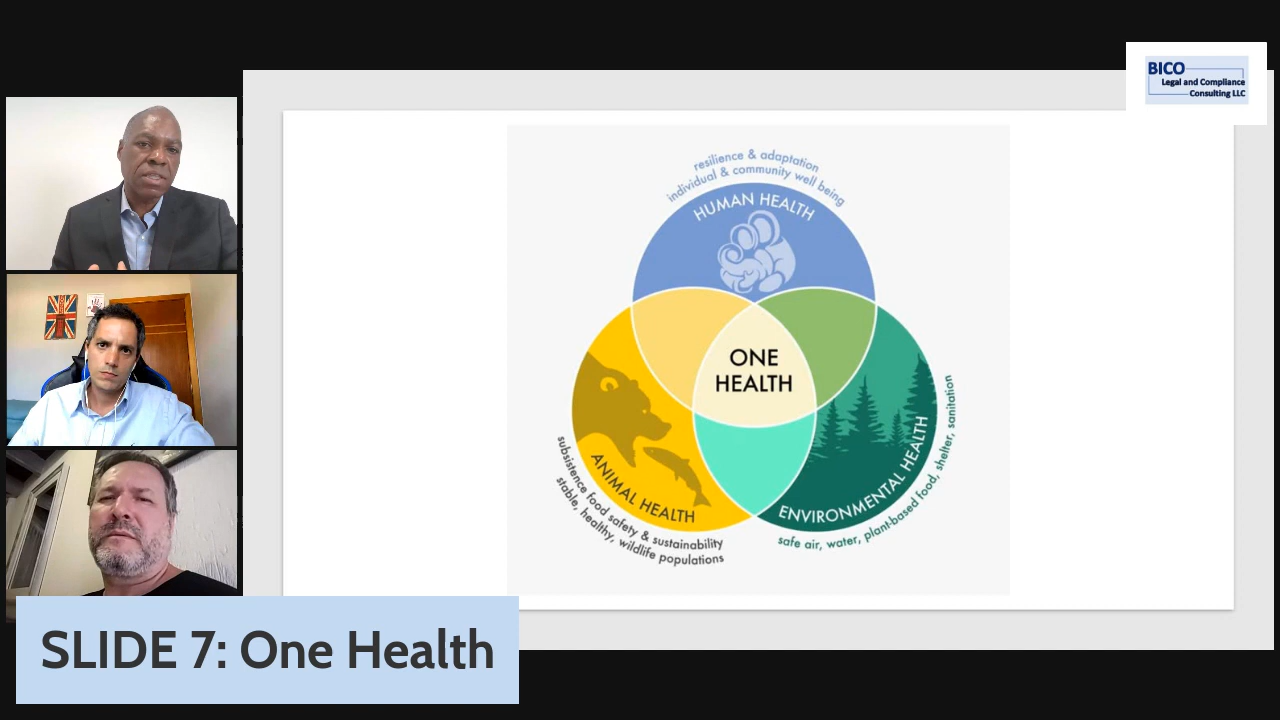 BICO
Legal and Compliance
Consulting LLC
resilience & adaptation
individual & community well being
HUMAN HEALTH
ONE
HEALTH
ANIMAL HEALTH
subsistence food safety & sustainability
stable, healthy, wildlife populations
ENVIRONMENTAL HEALTH
safe air, water, plant-based food, shelter, sanitation
SLIDE 7: One Health